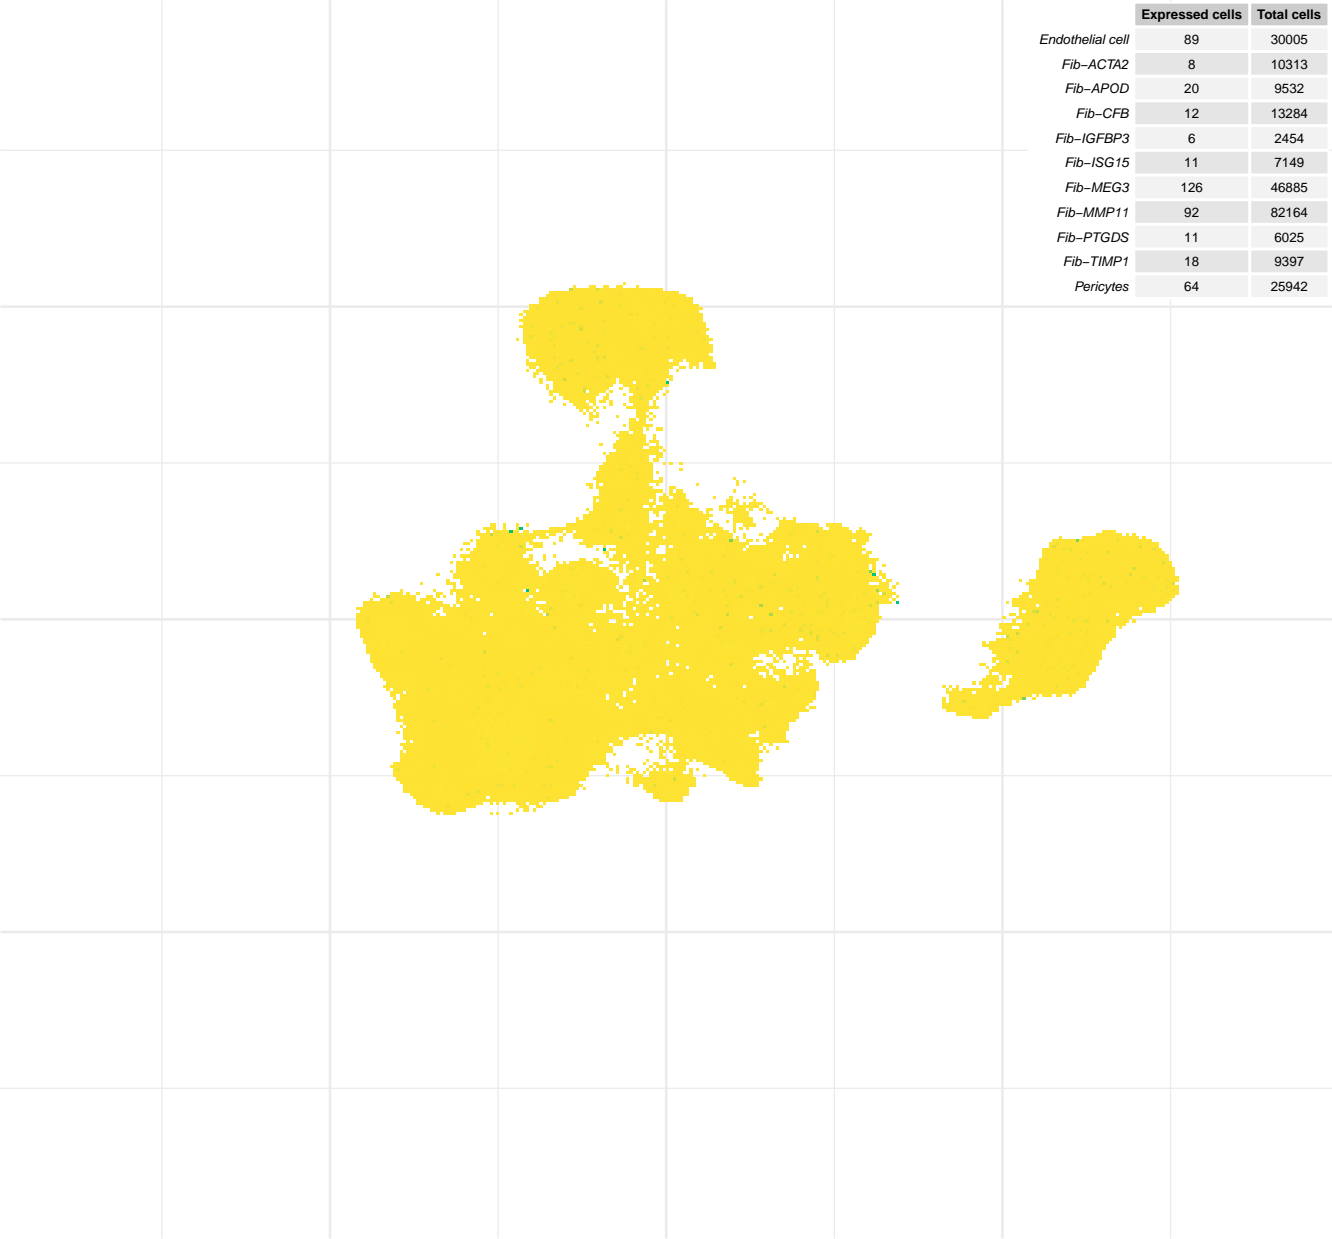 Expressed cells Total cells
Endothelial cell 89 30005
Fib−ACTA2 8 10313
Fib−APOD 20 9532
Fib−CFB 12 13284
Fib−IGFBP3 6 2454
Fib−ISG15 11 7149
Fib−MEG3 126 46885
Fib−MMP11 92 82164
Fib−PTGDS 11 6025
Fib−TIMP1 18 9397
Pericytes 64 25942